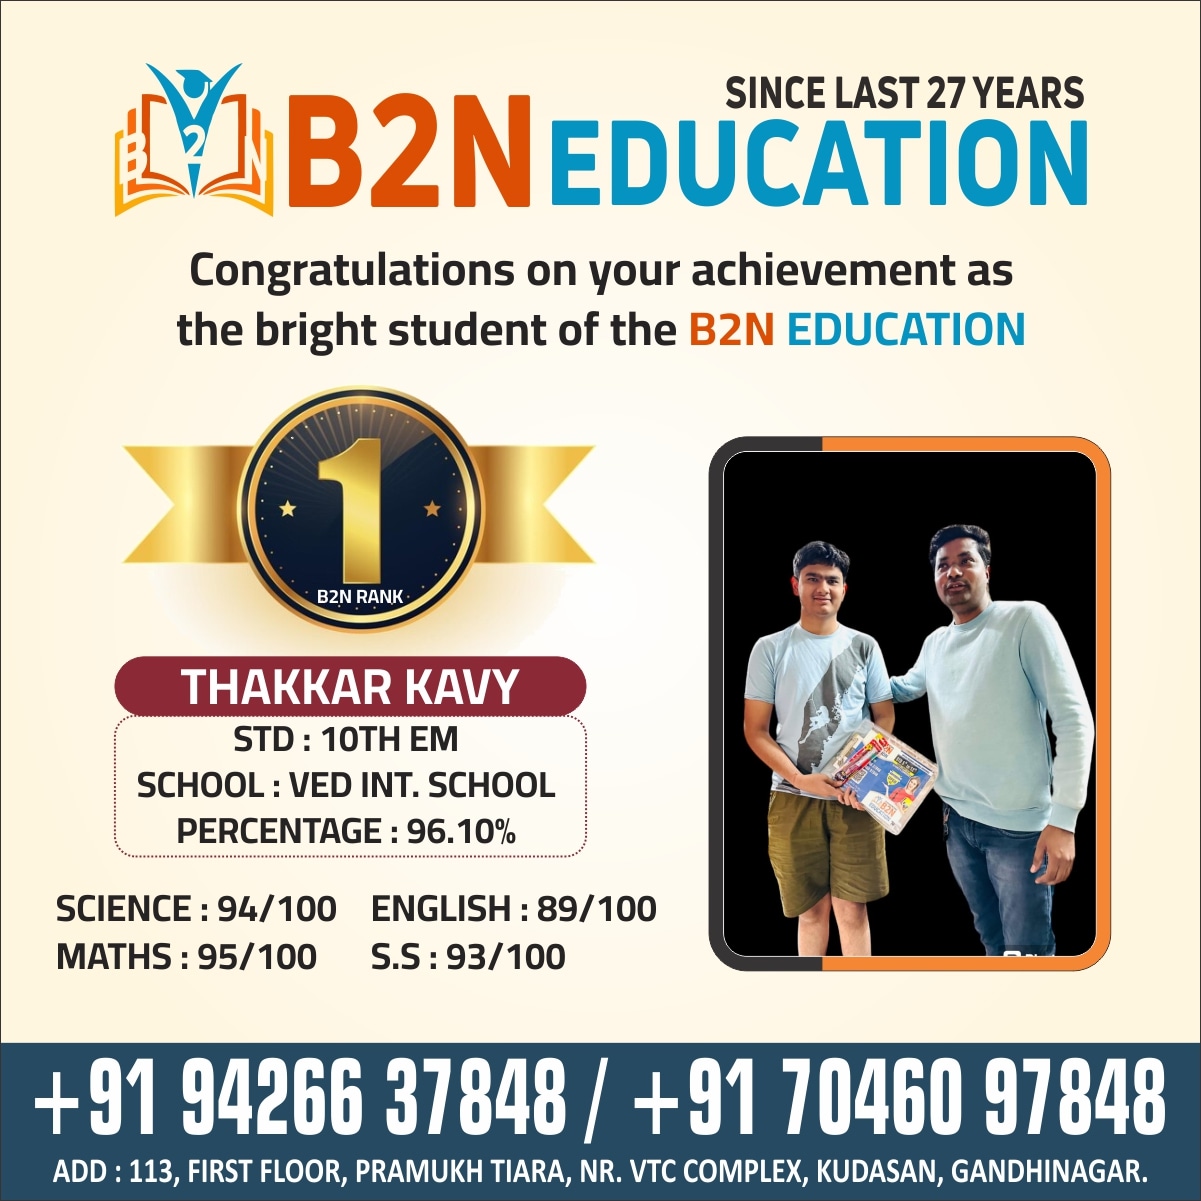 B 2 N
B2N EDUCATION
SINCE LAST 27 YEARS
Congratulations on your achievement as
the bright student of the B2N EDUCATION
1
B2N RANK
THAKKAR KAVY
STD : 10TH EM
SCHOOL : VED INT. SCHOOL
PERCENTAGE : 96.10%
SCIENCE : 94/100 ENGLISH : 89/100
MATHS : 95/100 S.S : 93/100
B2N
+91 94266 37848 / +91 70460 97848
ADD : 113, FIRST FLOOR, PRAMUKH TIARA, NR. VTC COMPLEX, KUDASAN, GANDHINAGAR.